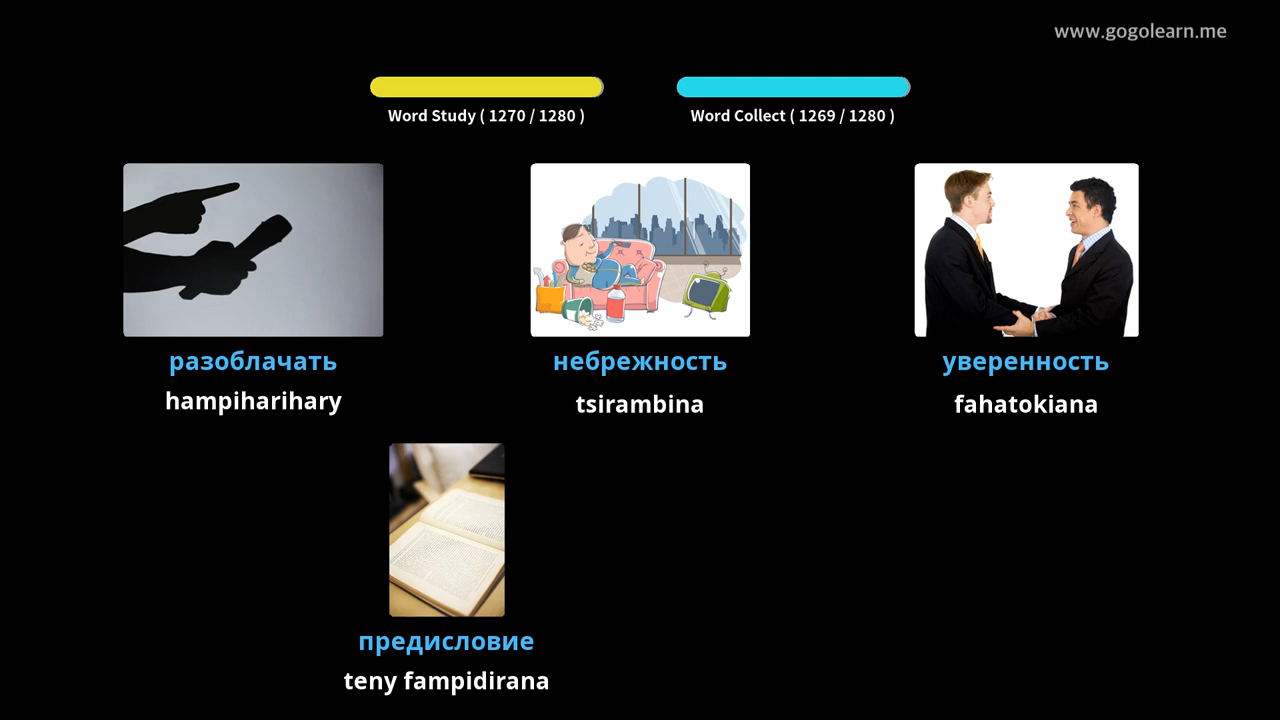 www.gogolearn.me
Word Study ( 1270 / 1280 )
Word Collect ( 1269 / 1280 )
разоблачать
hampiharihary
небрежность
tsirambina
уверенность
fahatokiana
предисловие
teny fampidirana